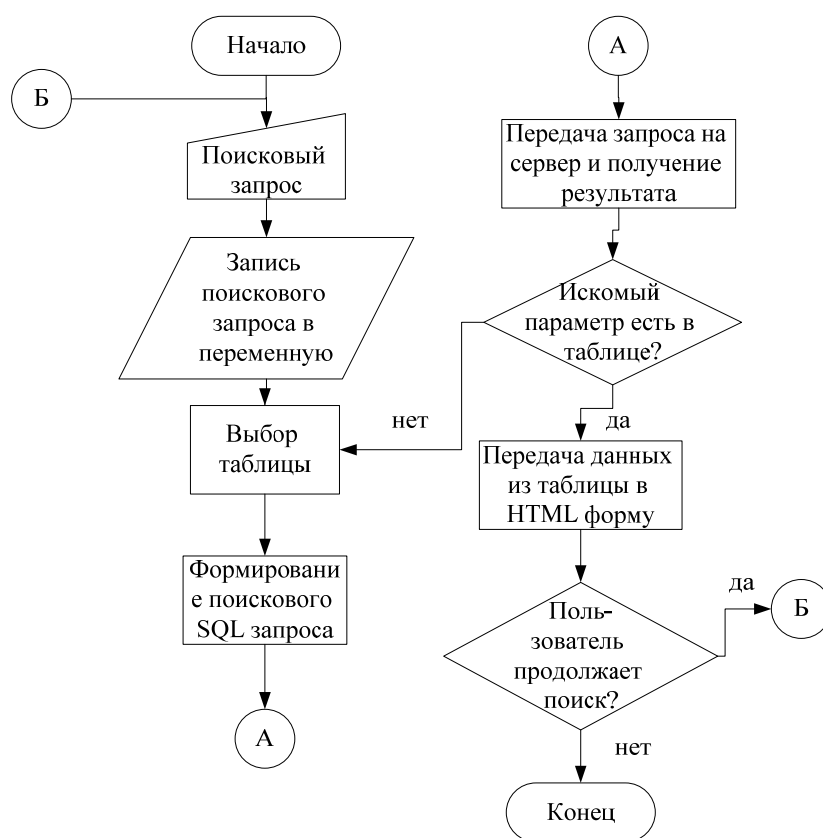 Начало
Б
Поисковый
запрос
Запись
поискового
запроса в
переменную
Выбор
таблицы
Формировани
е поискового
SQL запроса
А
А
Передача запроса на
сервер и получение
результата
Искомый
параметр есть в
таблице?
нет
да
Передача данных
из таблицы в
HTML форму
Поль-
зователь
продолжает
поиск?
да
Б
нет
Конец